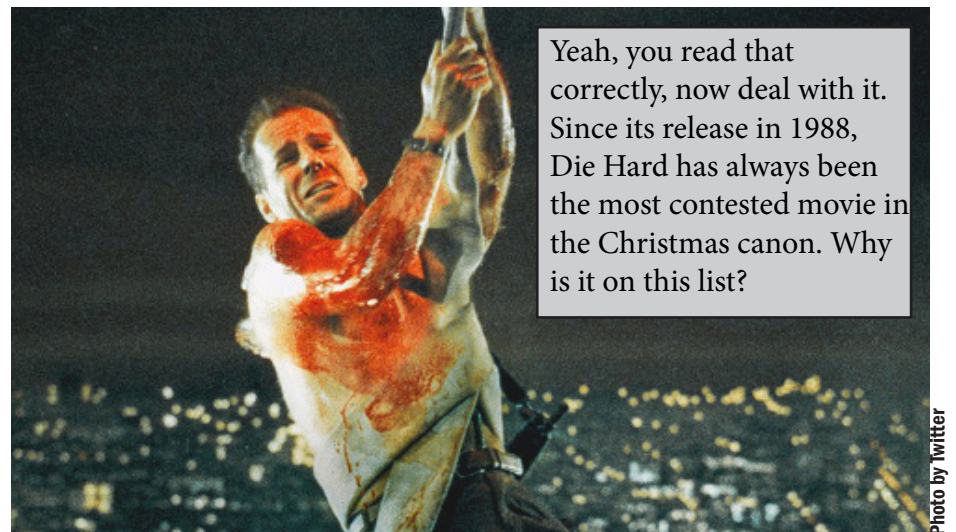 Yeah, you read that
correctly, now deal with it.
Since its release in 1988,
Die Hard has always been
the most contested movie in
the Christmas canon. Why
is it on this list?
Photo by Twitter